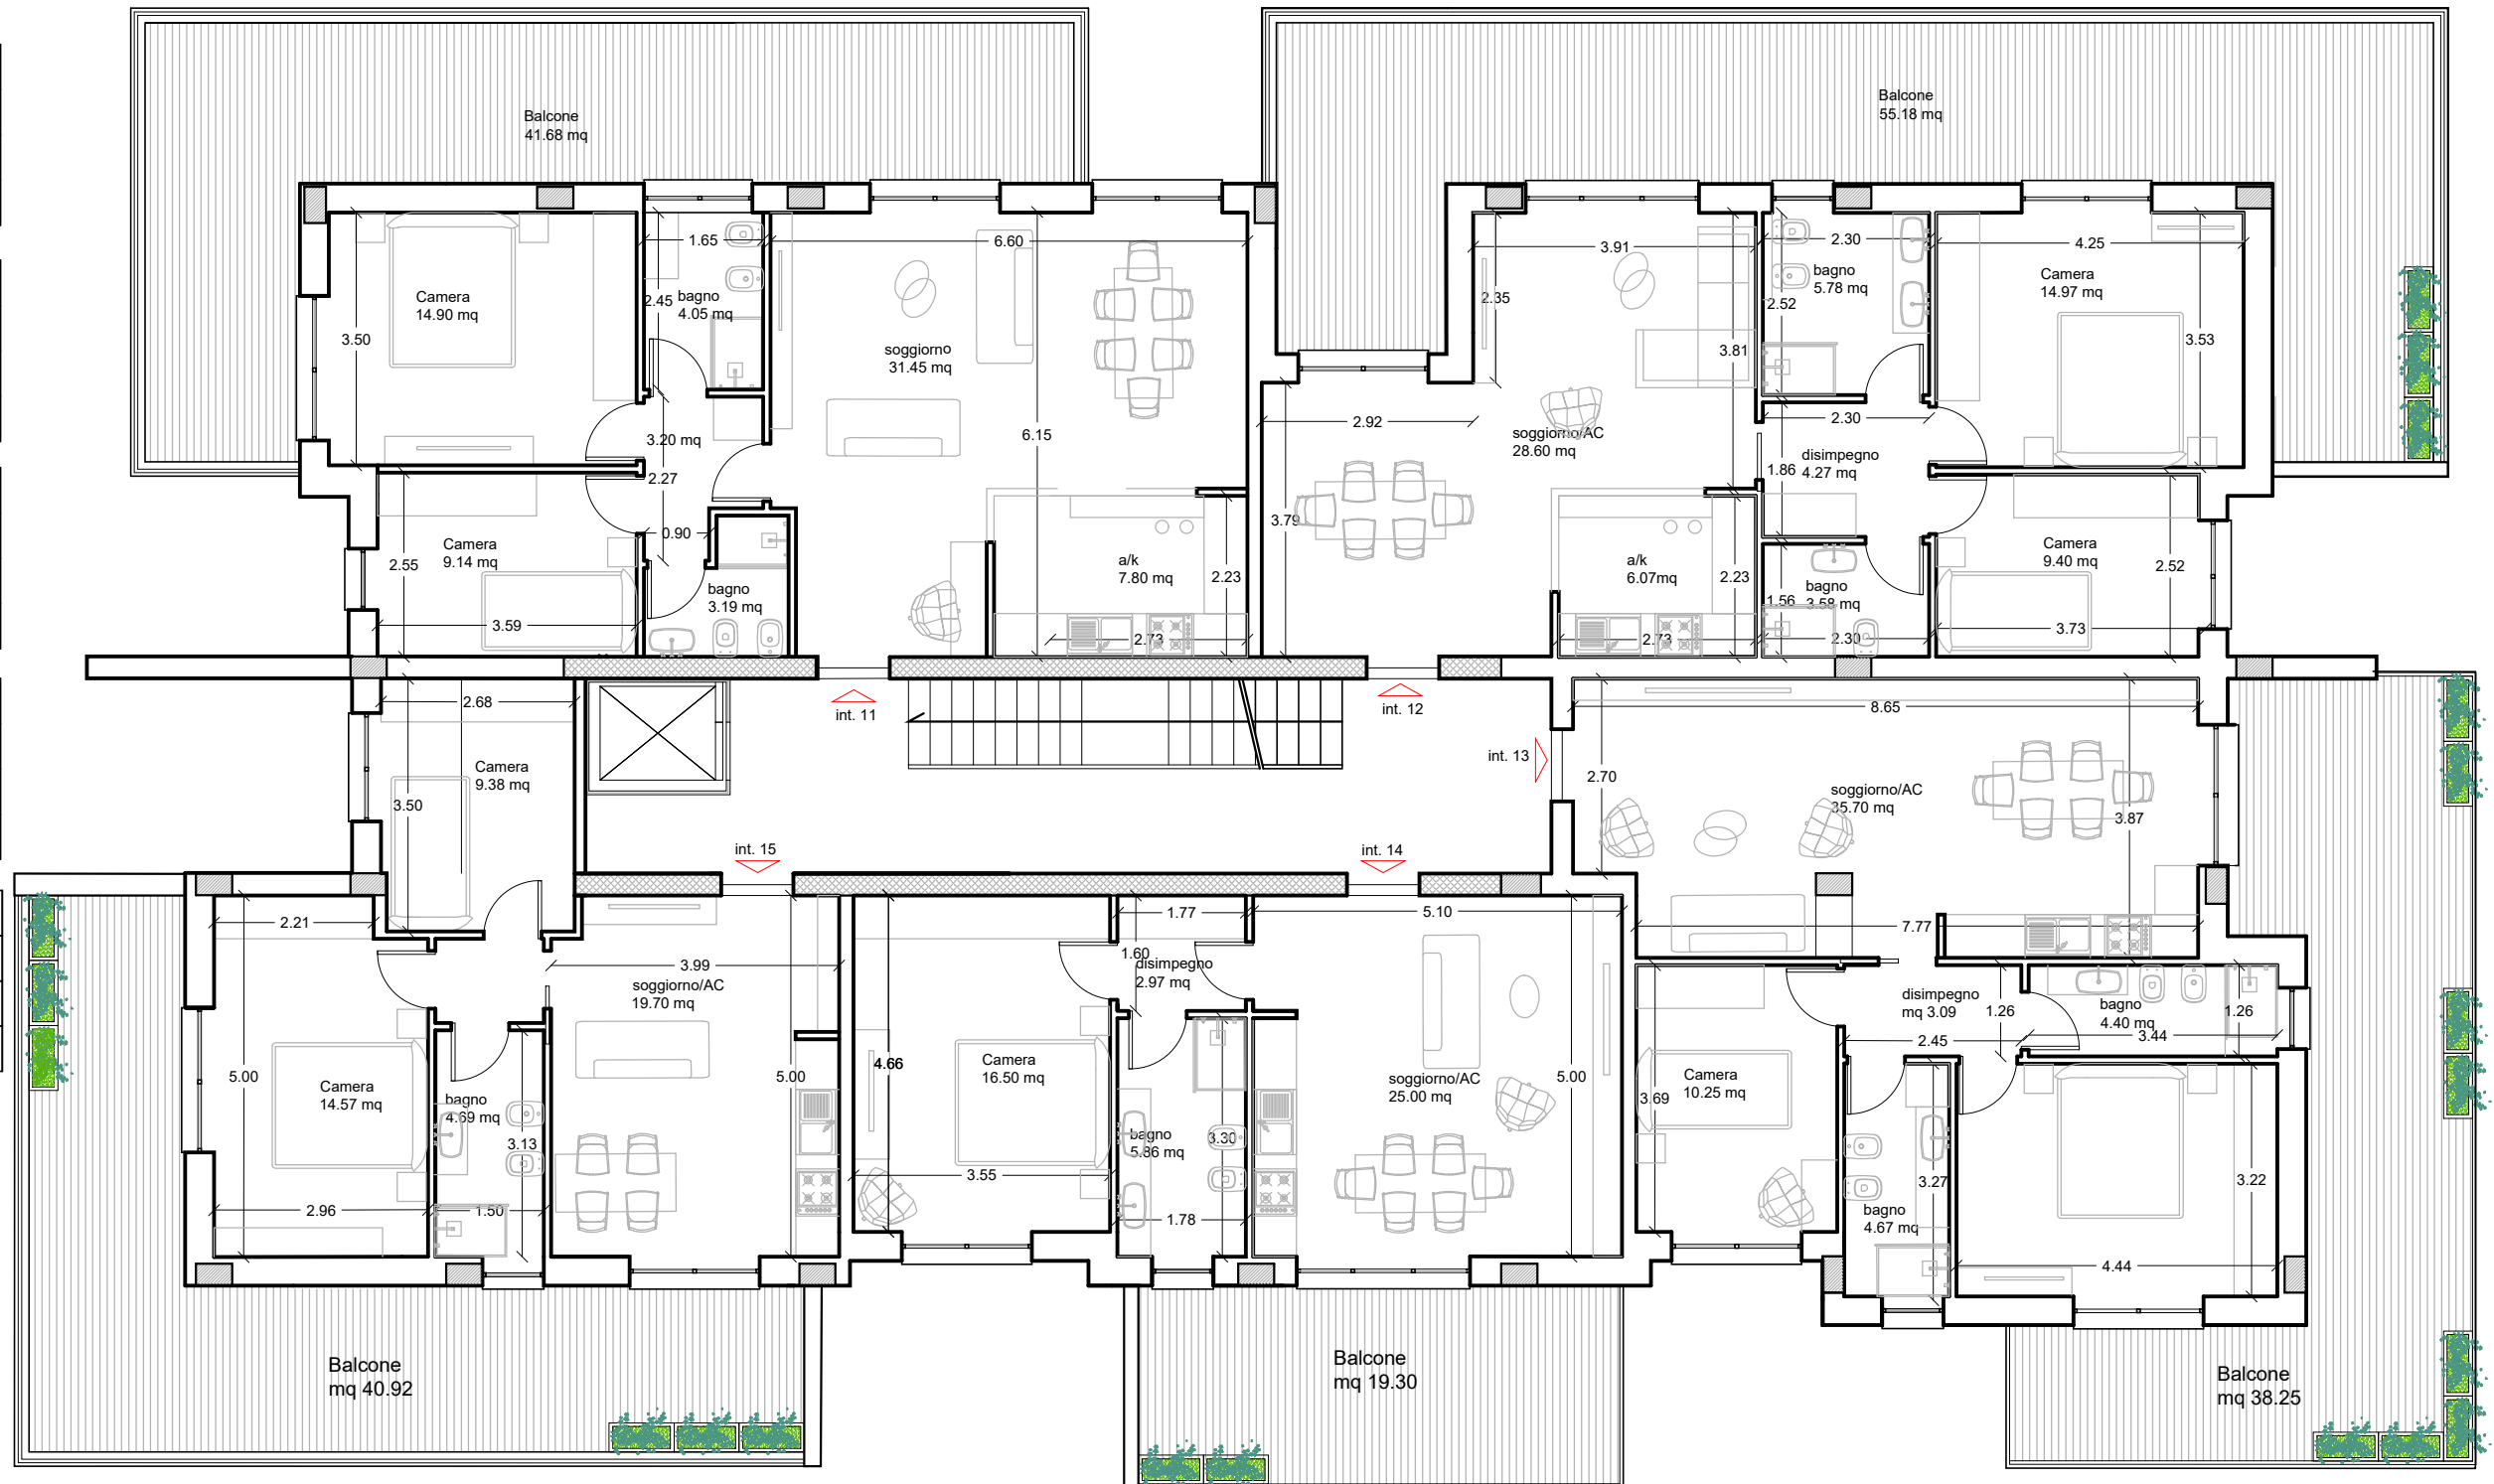 Balcone
41.68 mq
Balcone
55.18 mq
1.65
6.60
3.91
2.30
4.25
Camera
14.90 mq
2.45
bagno
4.05 mq
3.50
soggiorno
31.45 mq
2.35
3.81
bagno
5.78 mq
2.52
Camera
14.97 mq
3.53
3.20 mq
2.27
6.15
2.92
soggiorno/AC
28.60 mq
2.30
disimpegno
4.27 mq
1.86
Camera
9.14 mq
2.55
0.90
3.59
bagno
3.19 mq
a/k
7.80 mq
2.23
2.73
3.79
a/k
6.07mq
2.23
2.73
bagno
3.58 mq
1.56
2.30
Camera
9.40 mq
2.52
3.73
2.68
int. 11
int. 12
8.65
Camera
9.38 mq
3.50
int. 13
2.70
soggiorno/AC
35.70 mq
3.87
int. 15
int. 14
2.21
3.99
soggiorno/AC
19.70 mq
1.77
1.60
disimpegno
2.97 mq
5.10
7.77
disimpegno
mq 3.09
1.26
bagno
4.40 mq
1.26
3.44
2.45
5.00
Camera
14.57 mq
bagno
4.69 mq
3.13
5.00
4.66
Camera
16.50 mq
3.55
bagno
5.86 mq
3.30
soggiorno/AC
25.00 mq
5.00
3.69
Camera
10.25 mq
3.27
3.22
2.96
1.50
1.78
bagno
4.67 mq
4.44
Balcone
mq 40.92
Balcone
mq 19.30
Balcone
mq 38.25